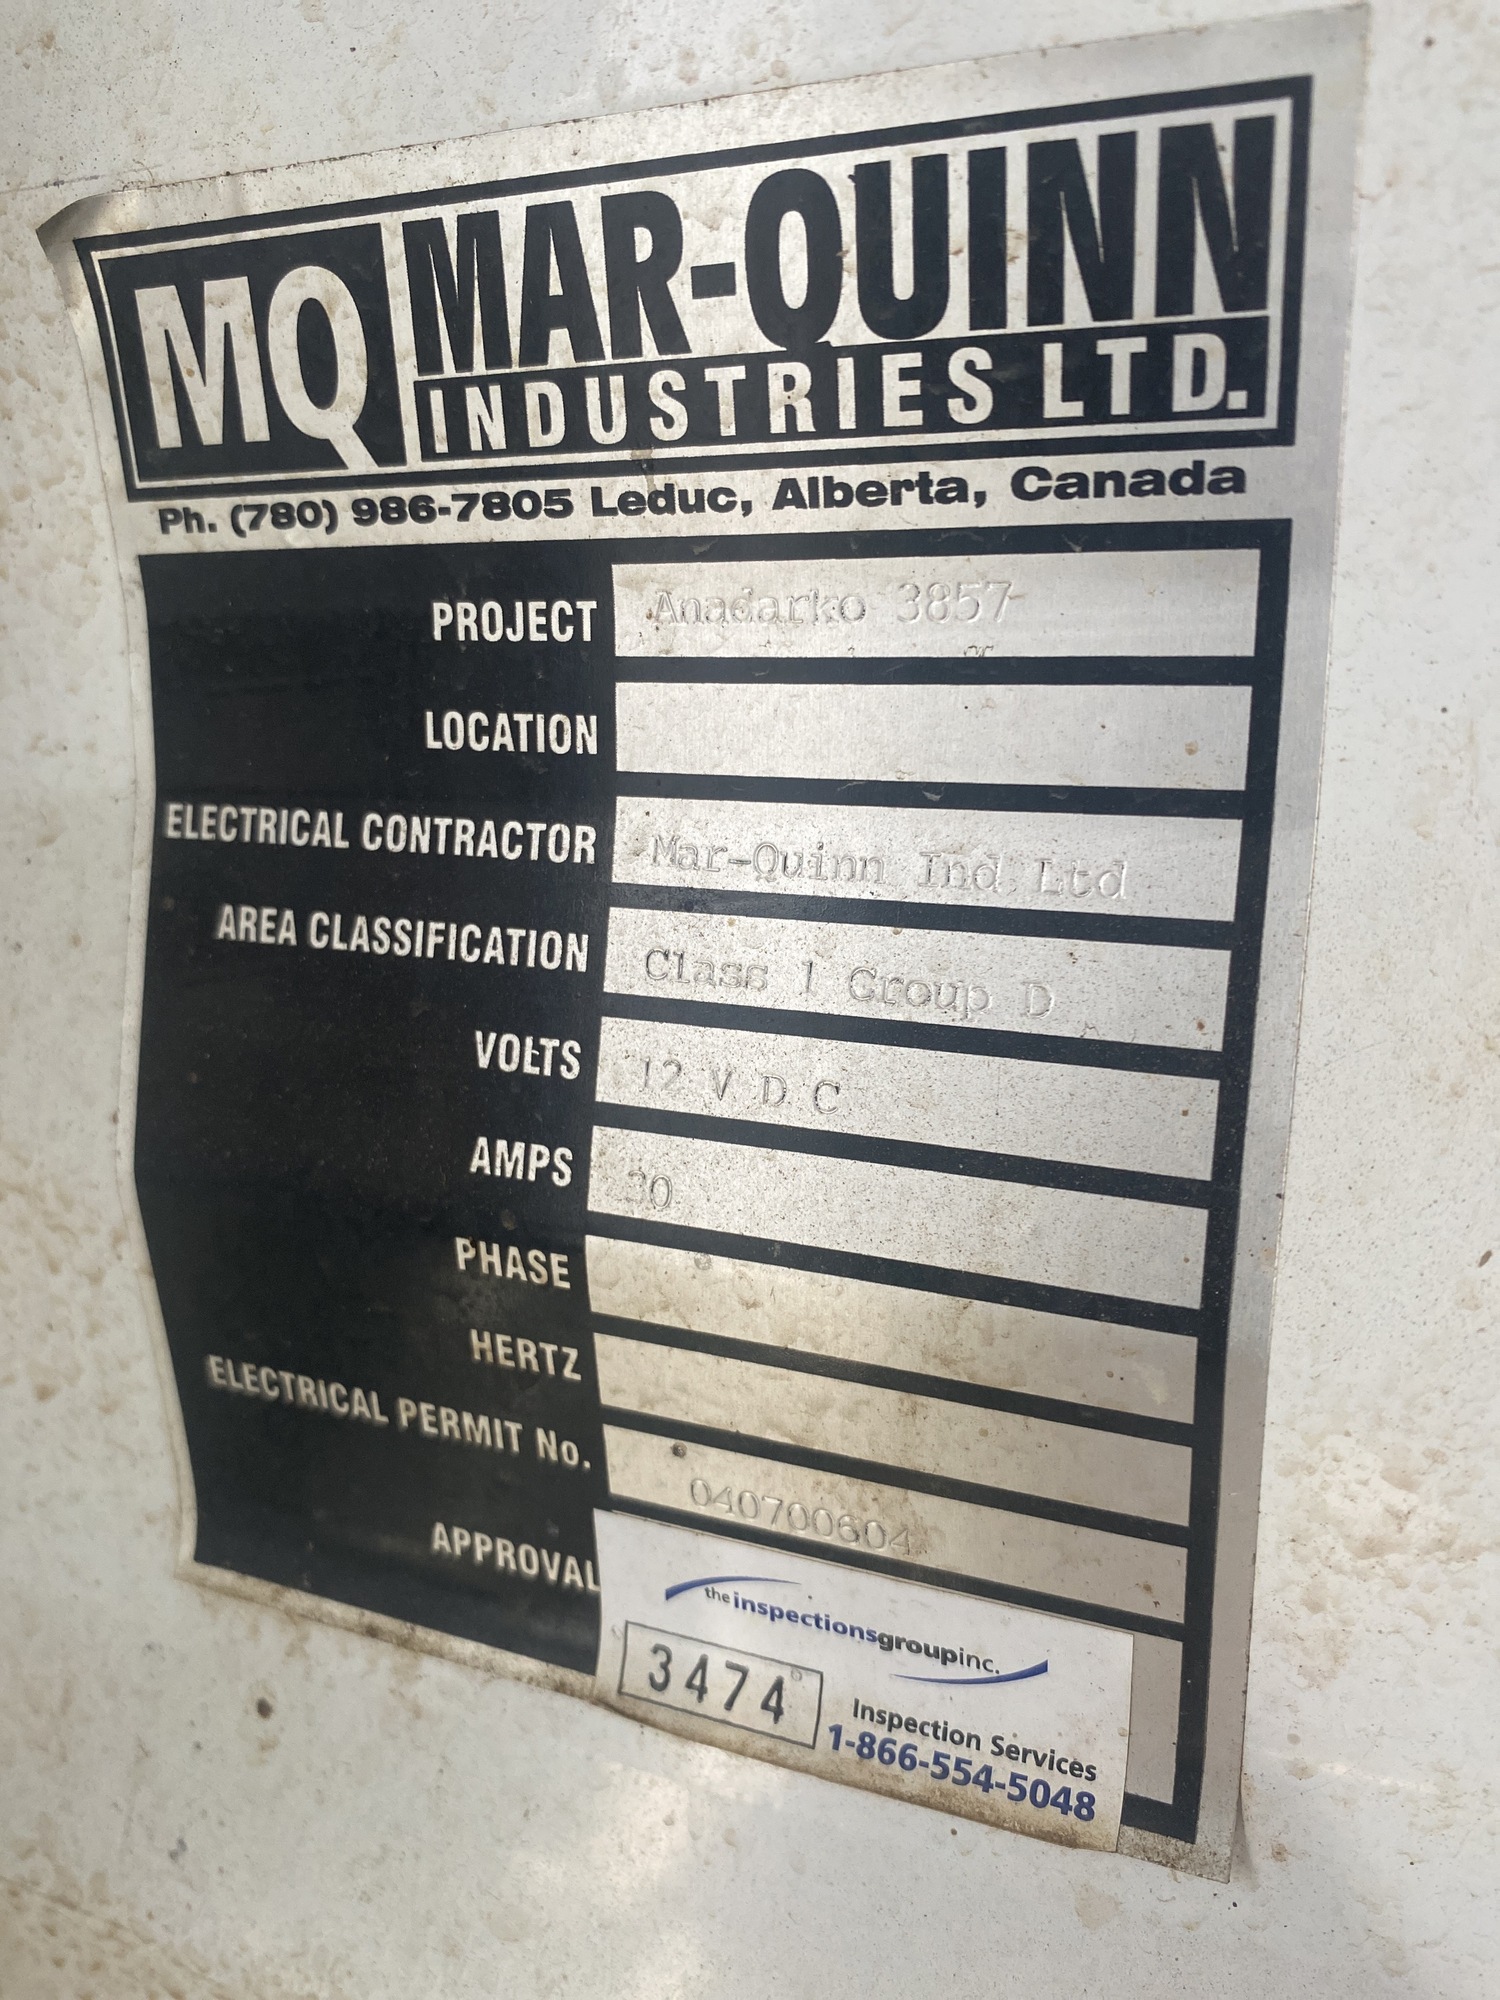 MQ MAR-QUINN
INDUSTRIES LTD.
Ph. (780) 986-7805 Leduc, Alberta, Canada
PROJECT Anadarko 3857
LOCATION
ELECTRICAL CONTRACTOR Mar-Quinn Ind Ltd
AREA CLASSIFICATION Class 1 Group D
VOLTS 12 V D C
AMPS 30
PHASE
HERTZ
ELECTRICAL PERMIT No. 040700604
APPROVAL
the inspectionsgroupinc.
3474
Inspection Services
1-866-554-5048